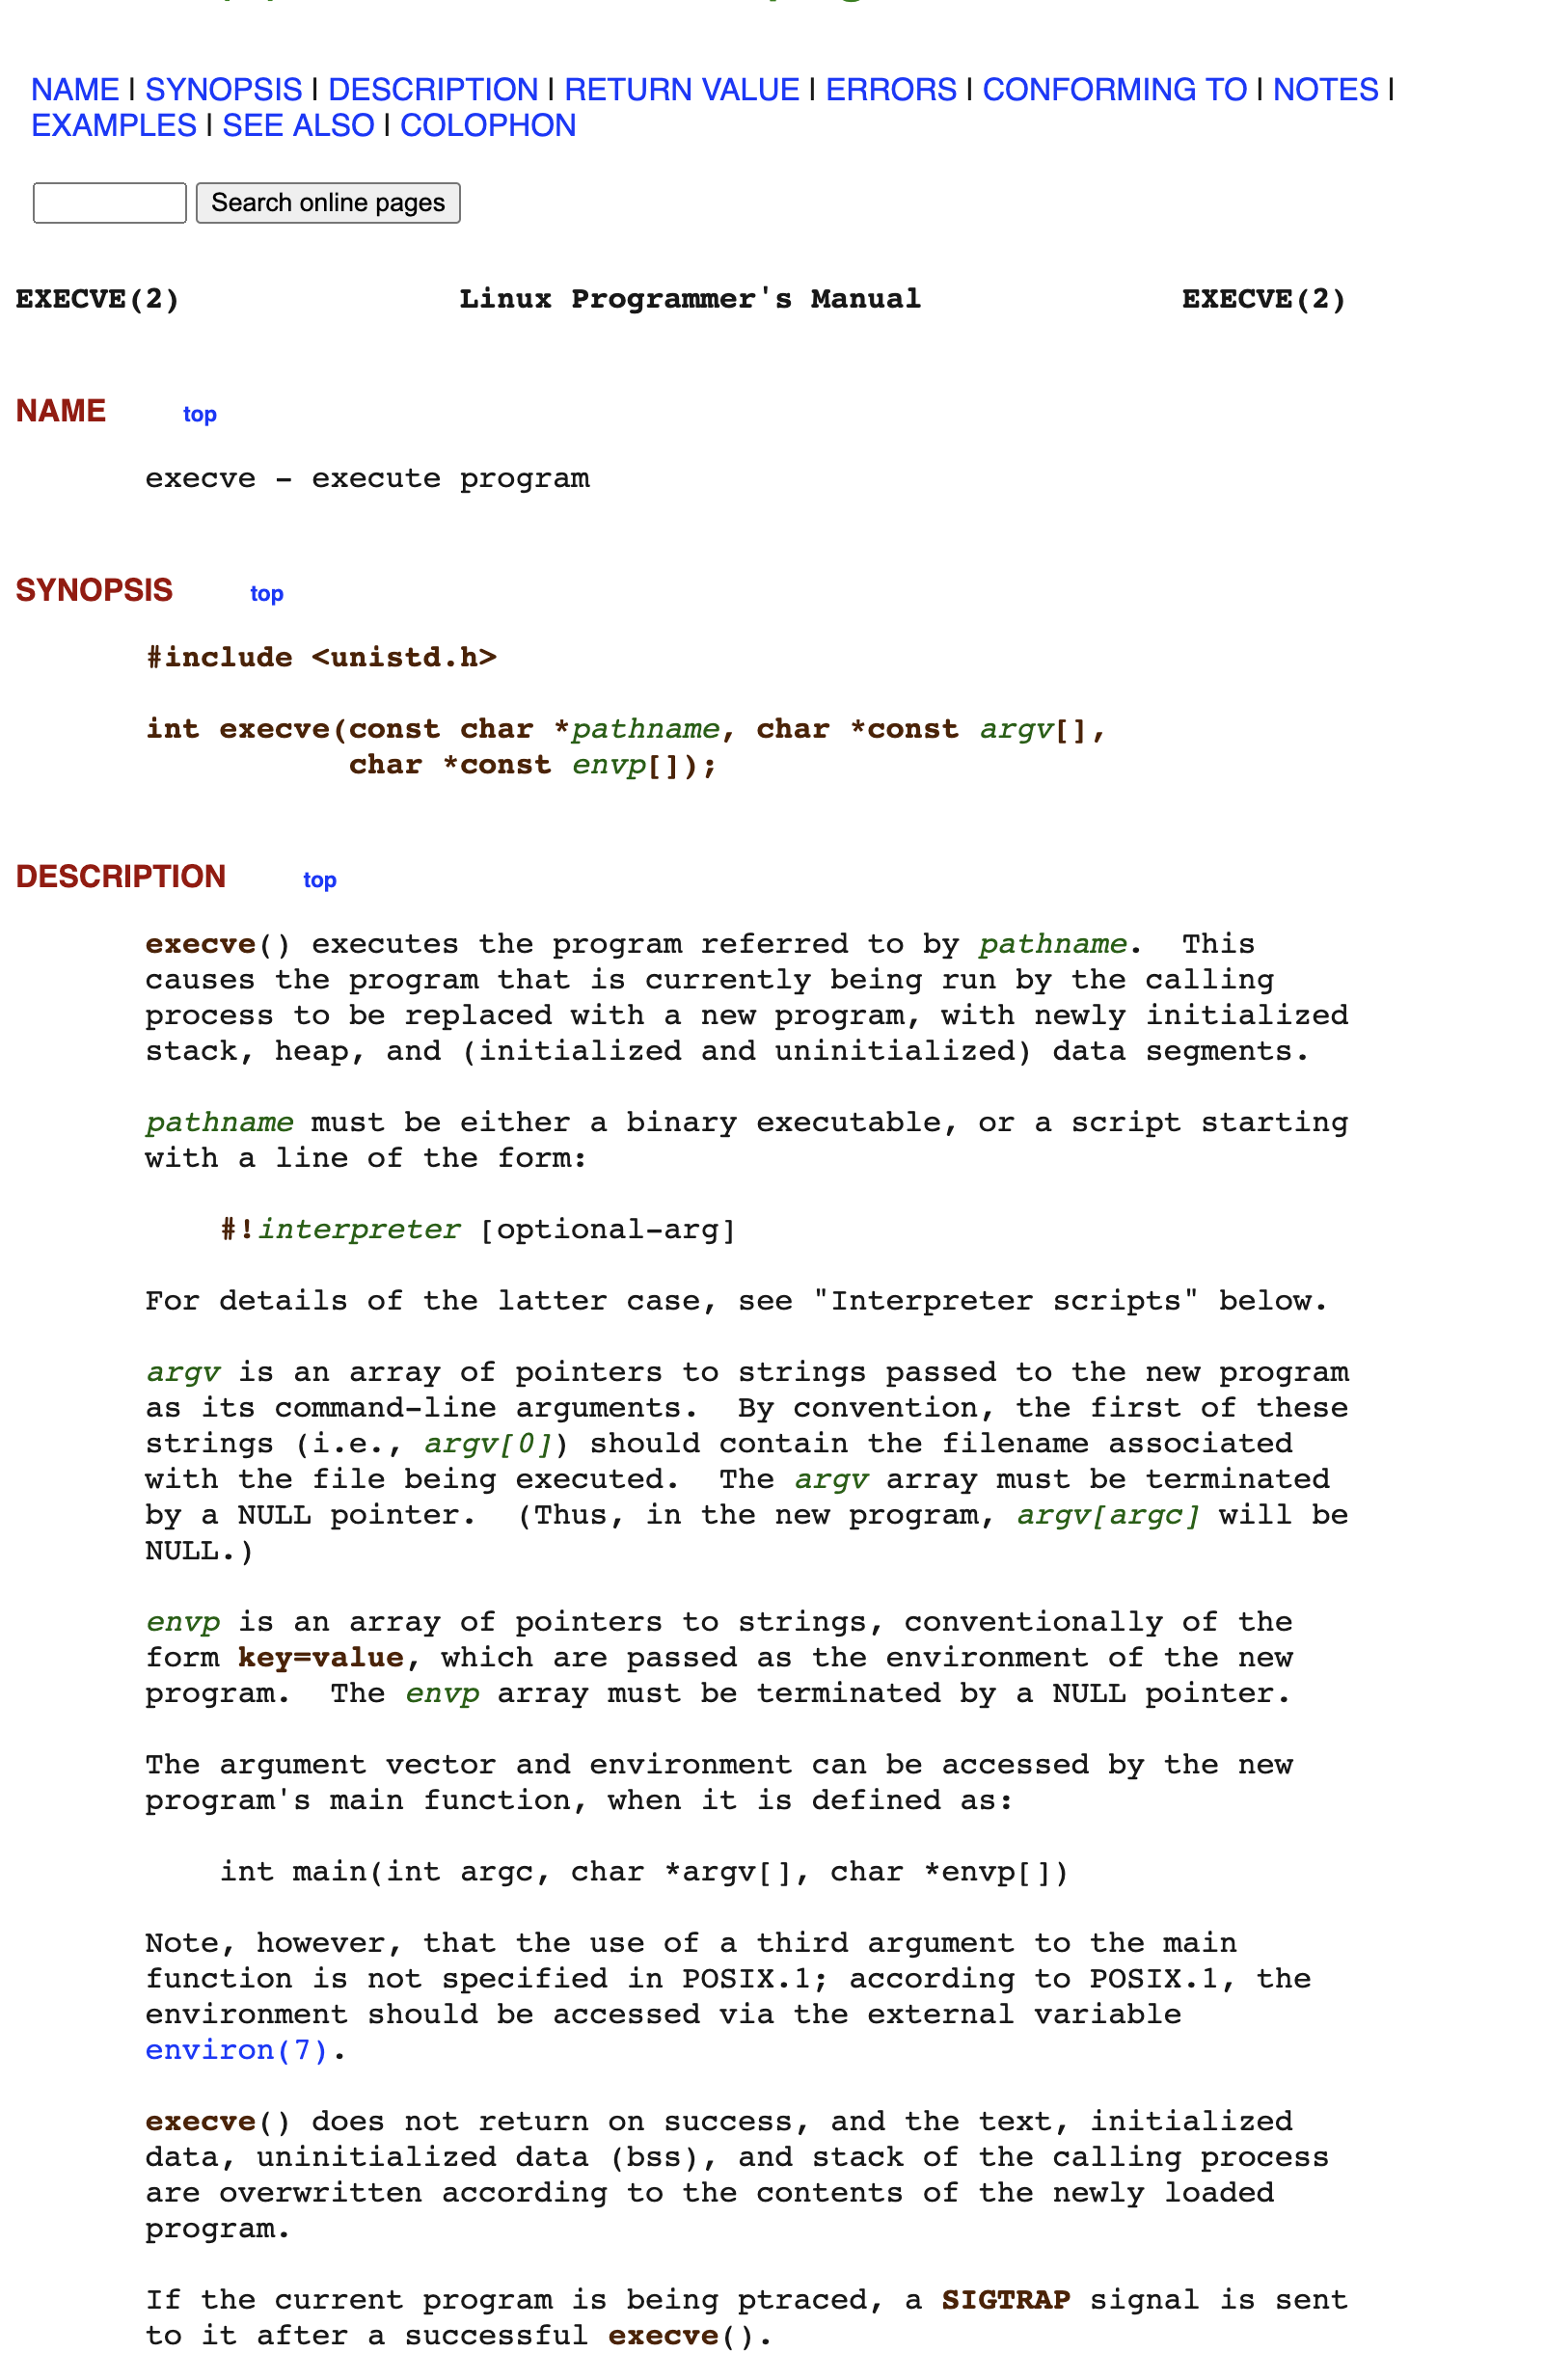 NAME | SYNOPSIS | DESCRIPTION | RETURN VALUE | ERRORS | CONFORMING TO | NOTES |
EXAMPLES | SEE ALSO | COLOPHON
Search online pages
EXECVE(2) Linux Programmer's Manual EXECVE(2)
NAME top
execve - execute program
SYNOPSIS top
#include <unistd.h>
int execve(const char *pathname, char *const argv[],
char *const envp[]);
DESCRIPTION top
execve() executes the program referred to by pathname.  This
causes the program that is currently being run by the calling
process to be replaced with a new program, with newly initialized
stack, heap, and (initialized and uninitialized) data segments.
pathname must be either a binary executable, or a script starting
with a line of the form:
#!interpreter [optional-arg]
For details of the latter case, see "Interpreter scripts" below.
argv is an array of pointers to strings passed to the new program
as its command-line arguments.  By convention, the first of these
strings (i.e., argv[0]) should contain the filename associated
with the file being executed.  The argv array must be terminated
by a NULL pointer.  (Thus, in the new program, argv[argc] will be
NULL.)
envp is an array of pointers to strings, conventionally of the
form key=value, which are passed as the environment of the new
program.  The envp array must be terminated by a NULL pointer.
The argument vector and environment can be accessed by the new
program's main function, when it is defined as:
int main(int argc, char *argv[], char *envp[])
Note, however, that the use of a third argument to the main
function is not specified in POSIX.1; according to POSIX.1, the
environment should be accessed via the external variable
environ(7).
execve() does not return on success, and the text, initialized
data, uninitialized data (bss), and stack of the calling process
are overwritten according to the contents of the newly loaded
program.
If the current program is being ptraced, a SIGTRAP signal is sent
to it after a successful execve().